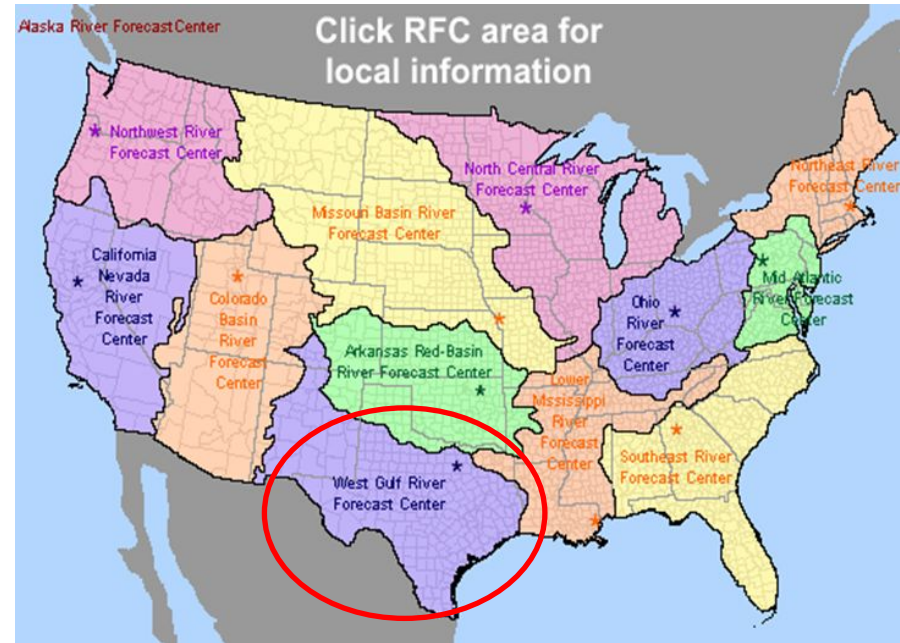 Alaska River ForecastCenter
Click RFC area for
local information
Northwest River
Forecast Center
North Central River
Forecast Center
Northeast River
Forecast Center
Missouri Basin River
Forecast Center
California
Nevada
River
Forecast
Center
Colorado
Basin
River
Forecast
Center
Ohio
River
Forecast
Center
Mid Atlantic
River Forecast
Center
Arkansas Red-Basin
River Forecast Center
Lower
Mississippi
River
Forecast
Center
Southeast River
Forecast Center
West Gulf River
Forecast Center